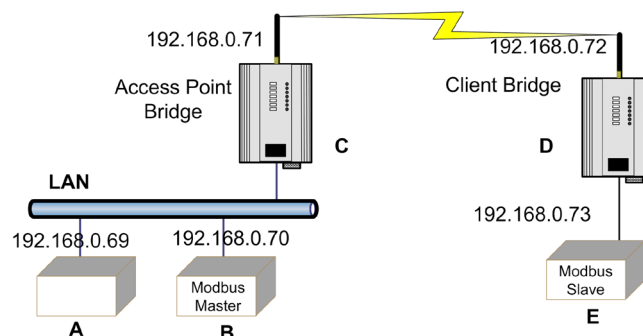 192.168.0.71
192.168.0.72
Access Point
Bridge
Client Bridge
C
D
LAN
192.168.0.69
192.168.0.70
192.168.0.73
Modbus
Master
Modbus
Slave
A
B
E